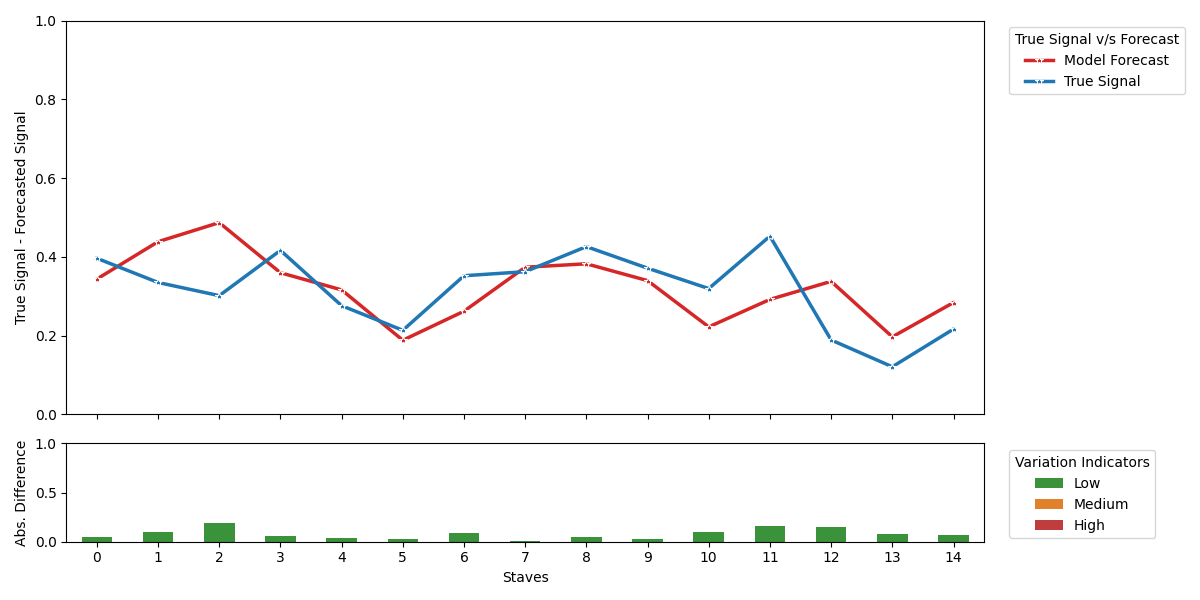 True Signal - Forecasted Signal
1.0
0.8
0.6
0.4
0.2
0.0
True Signal v/s Forecast
Model Forecast
True Signal
Abs. Difference
1.0
0.5
0.0
0 1 2 3 4 5 6 7 8 9 10 11 12 13 14
Staves
Variation Indicators
Low
Medium
High